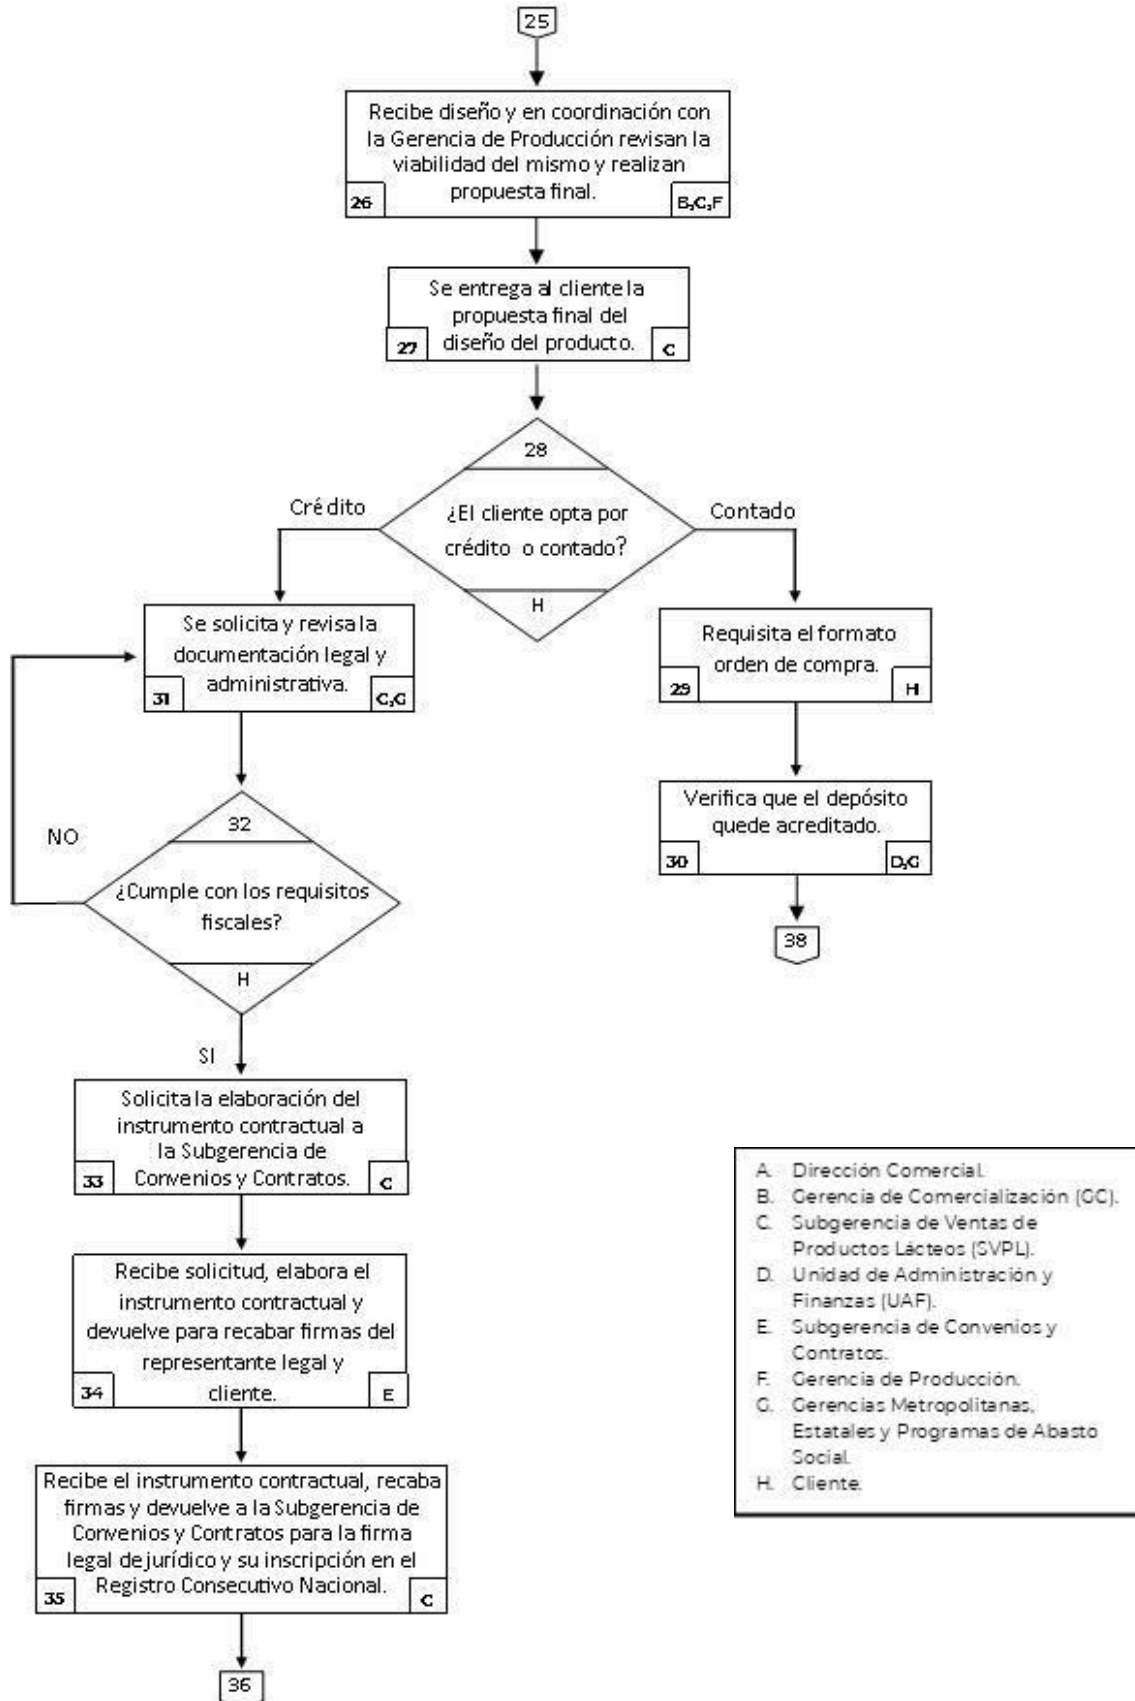 25
Recibe diseño y en coordinación con
la Gerencia de Producción revisan la
viabilidad del mismo y realizan
propuesta final.
26
B,C,F
Se entrega al cliente la
propuesta final del
diseño del producto.
27
C
28
¿El cliente opta por
crédito o contado?
H
Crédito
Contado
Se solicita y revisa la
documentación legal y
administrativa.
31
C,G
Requisita el formato
orden de compra.
29
H
Verifica que el depósito
quede acreditado.
30
D,G
38
32
¿Cumple con los requisitos
fiscales?
H
NO
SI
Solicita la elaboración del
instrumento contractual a
la Subgerencia de
Convenios y Contratos.
33
C
Recibe solicitud, elabora el
instrumento contractual y
devuelve para recabar firmas del
representante legal y
cliente.
34
E
Recibe el instrumento contractual, recaba
firmas y devuelve a la Subgerencia de
Convenios y Contratos para la firma
legal de jurídico y su inscripción en el
Registro Consecutivo Nacional.
35
C
36
A. Dirección Comercial.
B. Gerencia de Comercialización (GC).
C. Subgerencia de Ventas de
Productos Lácteos (SVPL).
D. Unidad de Administración y
Finanzas (UAF).
E. Subgerencia de Convenios y
Contratos.
F. Gerencia de Producción.
G. Gerencias Metropolitanas,
Estatales y Programas de Abasto
Social.
H. Cliente.